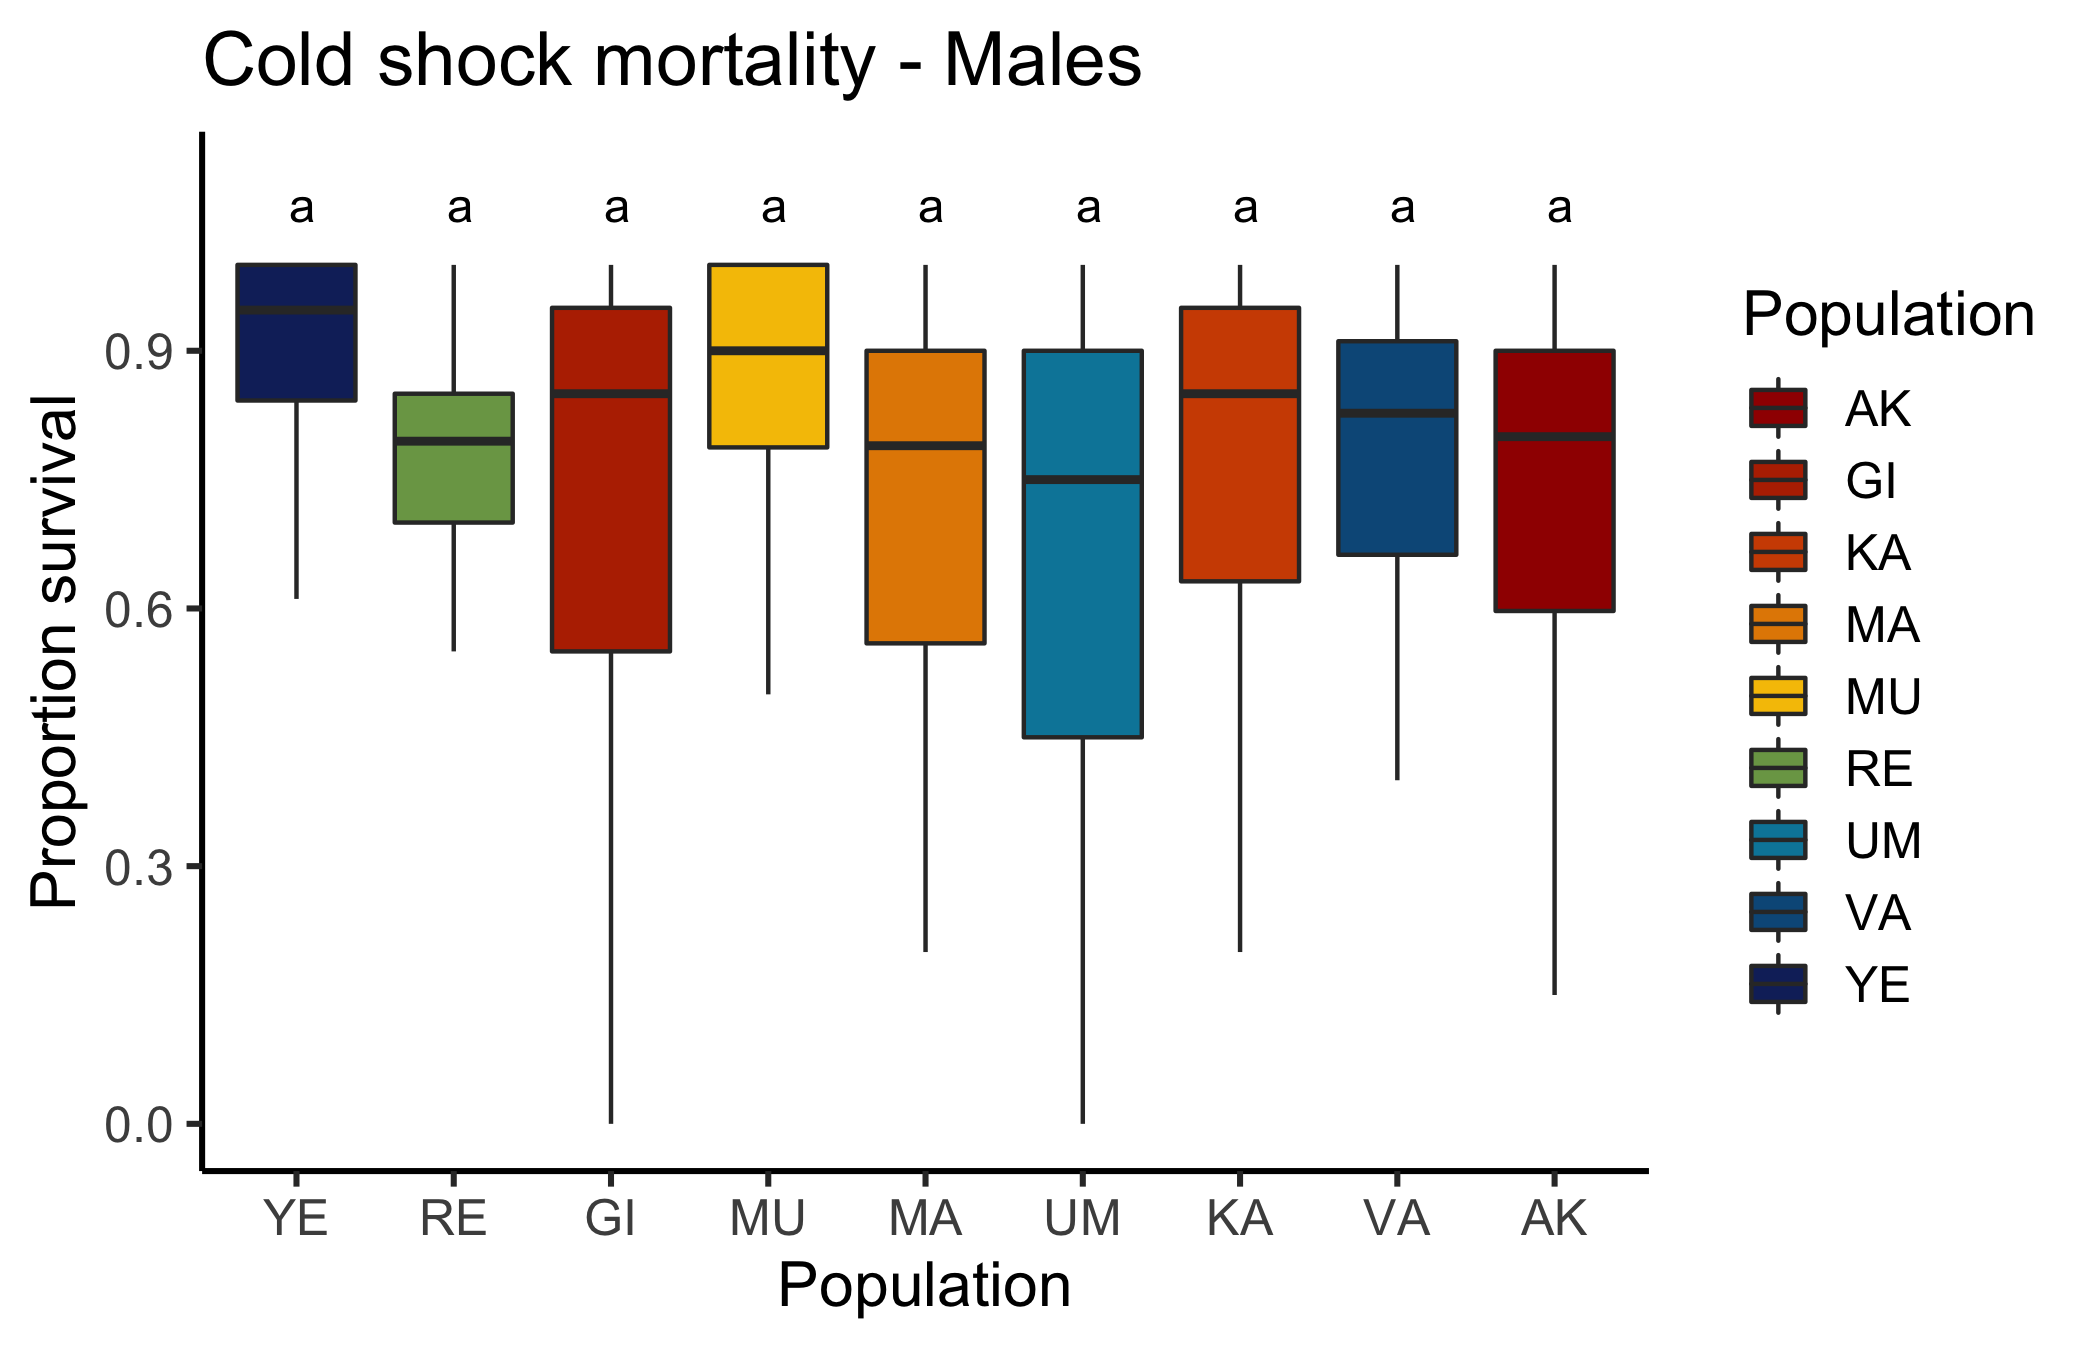 Cold shock mortality - Males
a a a a a a a a a
Proportion survival
0.9
0.6
0.3
0.0
YE RE GI MU MA UM KA VA AK
Population
Population
AK
GI
KA
MA
MU
RE
UM
VA
YE